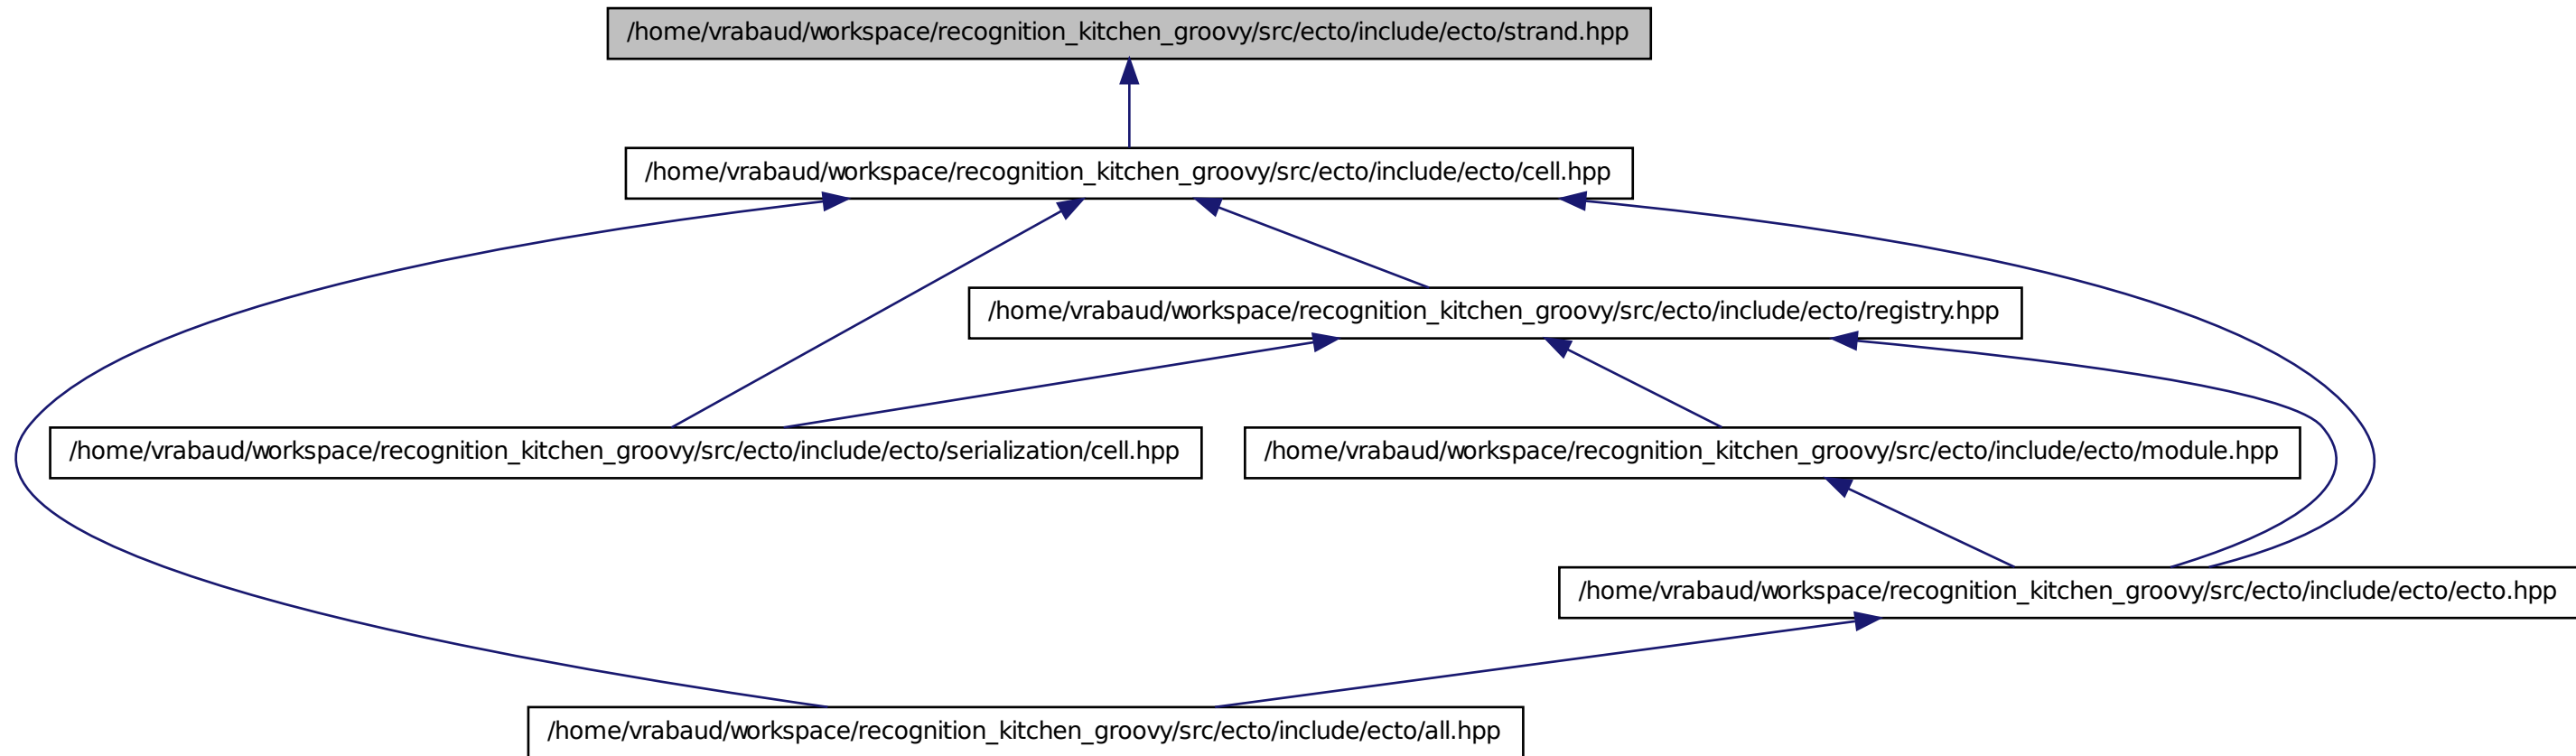 /home/vrabaud/workspace/recognition_kitchen_groovy/src/ecto/include/ecto/strand.hpp
/home/vrabaud/workspace/recognition_kitchen_groovy/src/ecto/include/ecto/cell.hpp
/home/vrabaud/workspace/recognition_kitchen_groovy/src/ecto/include/ecto/registry.hpp
/home/vrabaud/workspace/recognition_kitchen_groovy/src/ecto/include/ecto/serialization/cell.hpp
/home/vrabaud/workspace/recognition_kitchen_groovy/src/ecto/include/ecto/module.hpp
/home/vrabaud/workspace/recognition_kitchen_groovy/src/ecto/include/ecto/ecto.hpp
/home/vrabaud/workspace/recognition_kitchen_groovy/src/ecto/include/ecto/all.hpp